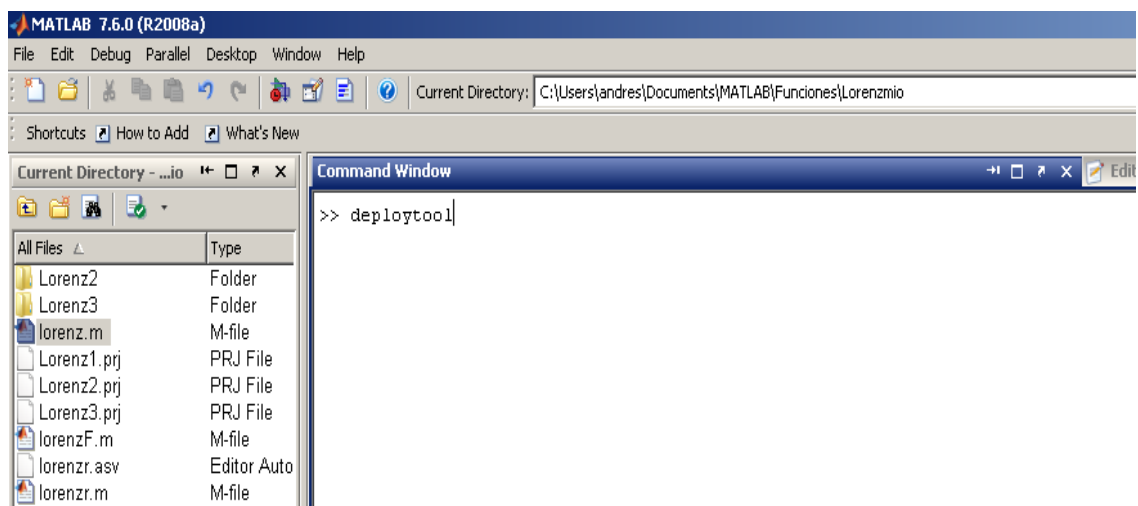 MATLAB 7.6.0 (R2008a)
File Edit Debug Parallel Desktop Window Help
Current Directory: C:\Users\andres\Documents\MATLAB\Funciones\Lorenzmio
Shortcuts How to Add What's New
Current Directory - ...io
Command Window
Edit
>> deploytool
All Files Type
Lorenz2 Folder
Lorenz3 Folder
lorenz.m M-file
Lorenz1.prj PRJ File
Lorenz2.prj PRJ File
Lorenz3.prj PRJ File
lorenzF.m M-file
lorenzr.asv Editor Auto
lorenzr.m M-file